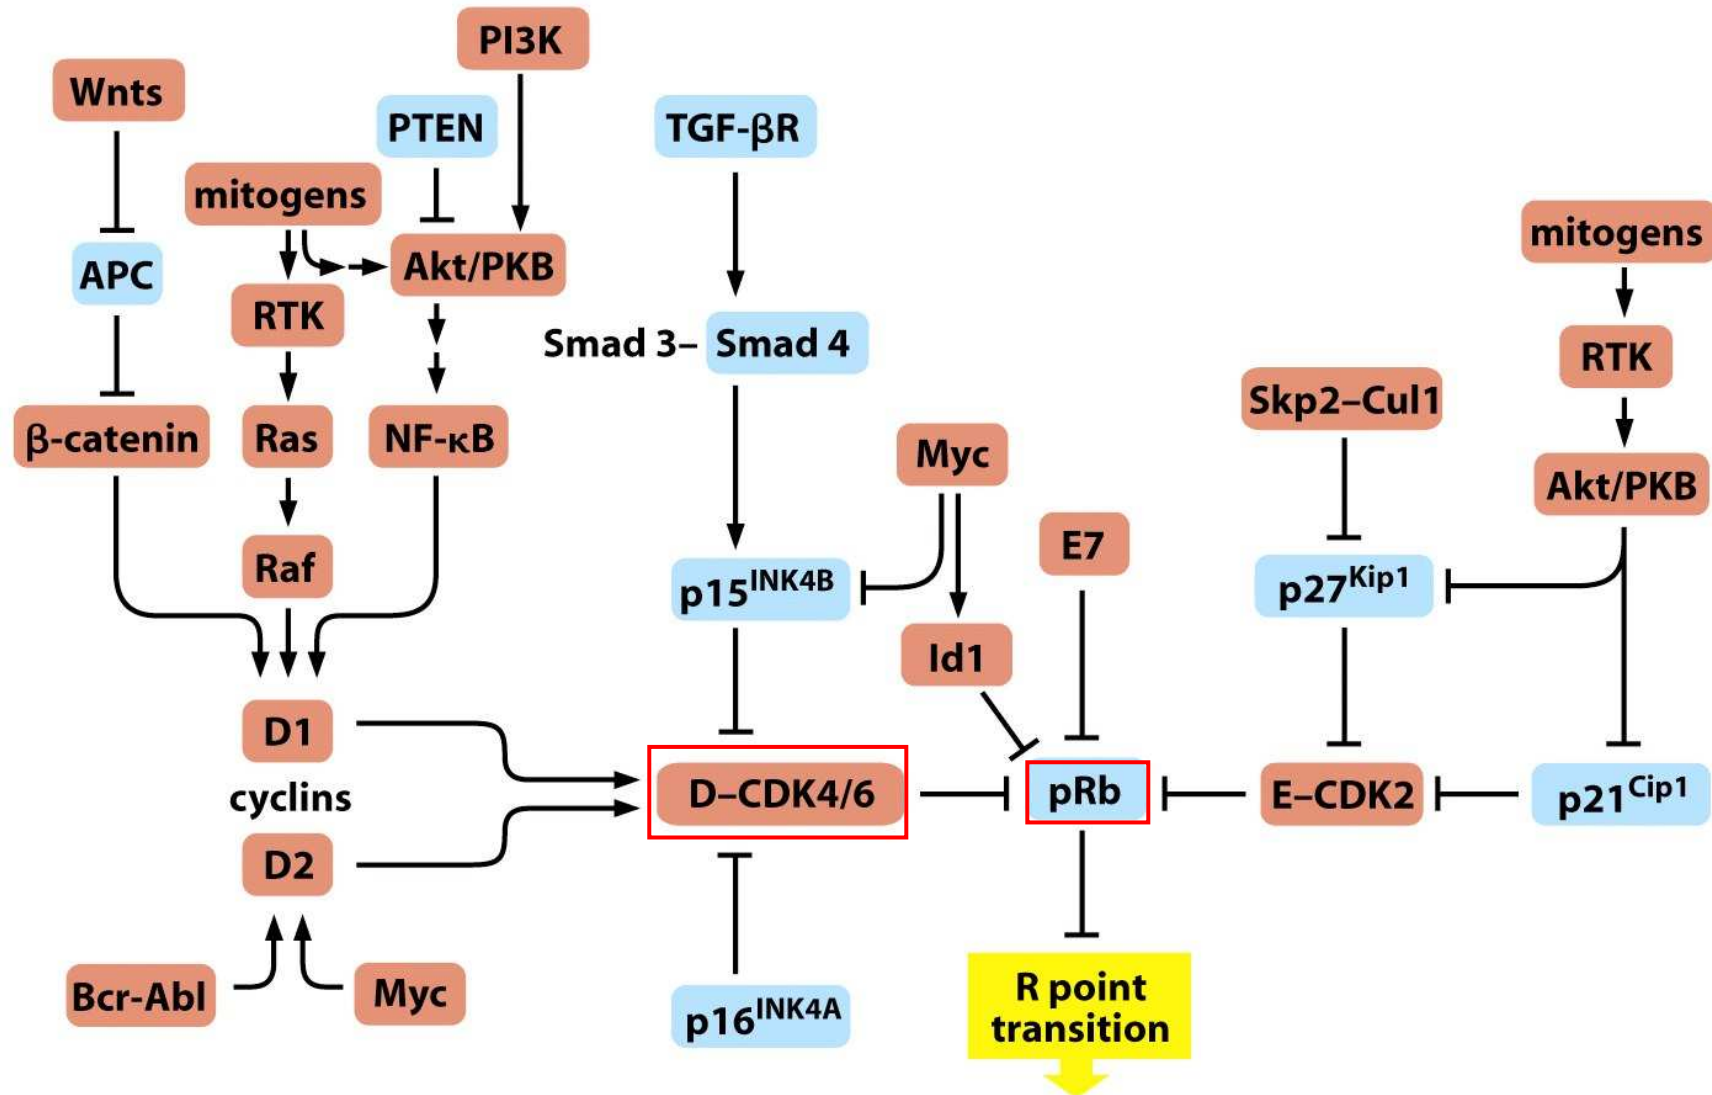 PI3K
Wnts
PTEN
TGF-βR
mitogens
mitogens
APC
Akt/PKB
RTK
Smad 3–Smad 4
RTK
Skp2–Cul1
β-catenin
Ras
NF-κB
Myc
Akt/PKB
E7
Raf
p15INK4B
p27Kip1
Id1
D1
cyclins
D2
D–CDK4/6
pRb
E–CDK2
p21Cip1
Bcr-Abl
Myc
p16INK4A
R point
transition